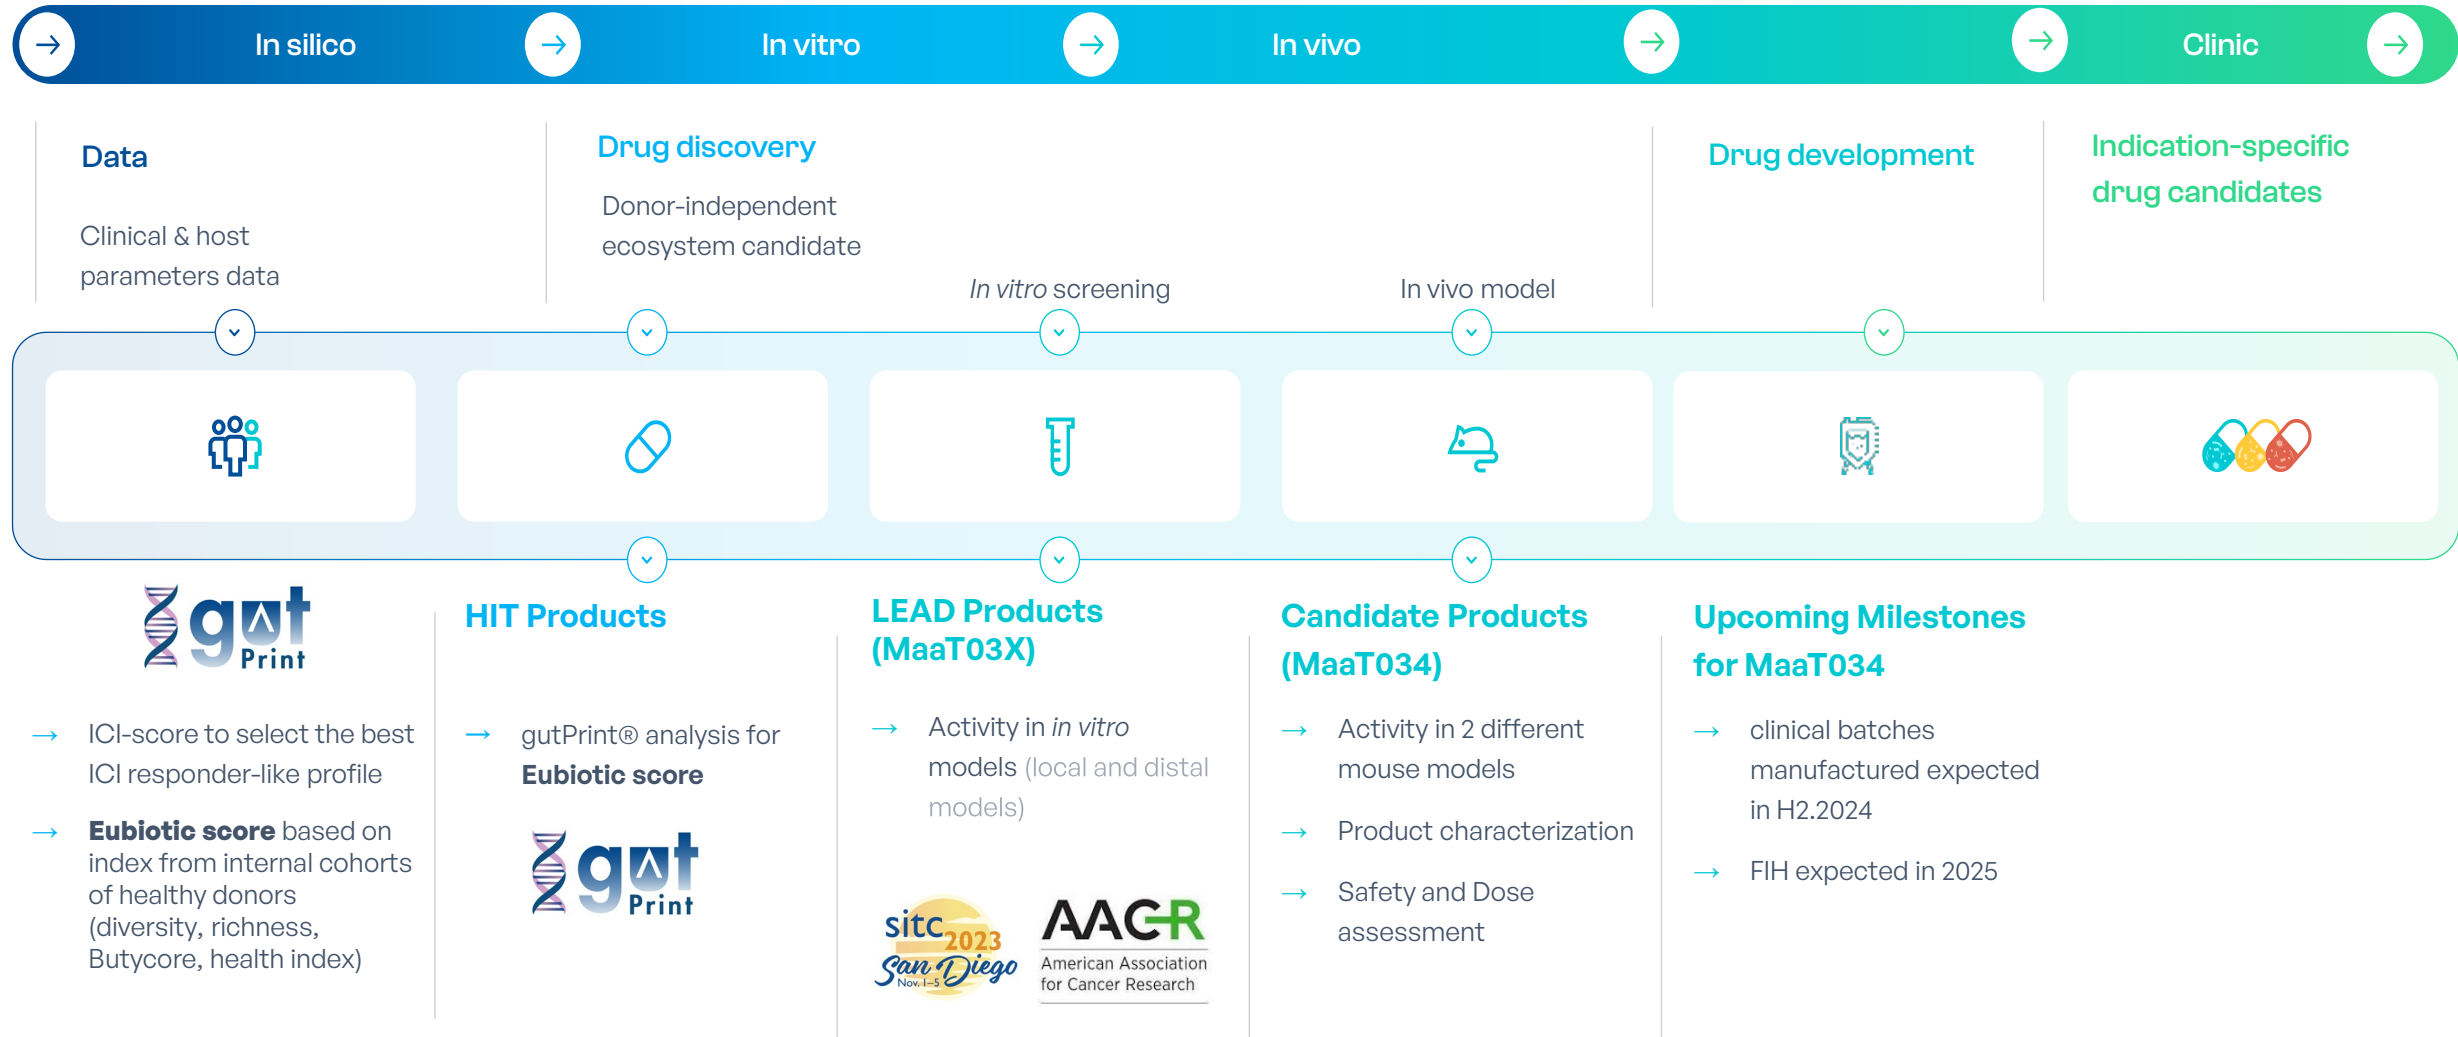 In silico
In vitro
In vivo
Clinic
Data
Clinical & host
parameters data
Drug discovery
Donor-independent
ecosystem candidate
In vitro screening
In vivo model
Drug development
Indication-specific
drug candidates
gut
Print
ICI-score to select the best
ICI responder-like profile
Eubiotic score based on
index from internal cohorts
of healthy donors
(diversity, richness,
Butycore, health index)
HIT Products
gutPrint® analysis for
Eubiotic score
gut
Print
LEAD Products
(MaaT03X)
Activity in in vitro
models (local and distal
models)
sitc
2023
San Diego
Nov. 1–5
AACR
American Association
for Cancer Research
Candidate Products
(MaaT034)
Activity in 2 different
mouse models
Product characterization
Safety and Dose
assessment
Upcoming Milestones
for MaaT034
clinical batches
manufactured expected
in H2.2024
FIH expected in 2025